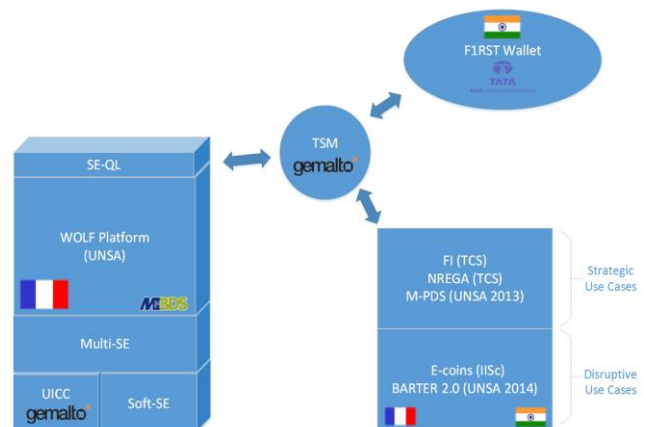 F1RST Wallet
TATA
TSM
gemalto
SE-QL
WOLF Platform
(UNSA)
MBDS
Multi-SE
UICC
gemalto
Soft-SE
FI (TCS)
NREGA (TCS)
M-PDS (UNSA 2013)
Strategic
Use Cases
E-coins (IISc)
BARTER 2.0 (UNSA 2014)
Disruptive
Use Cases